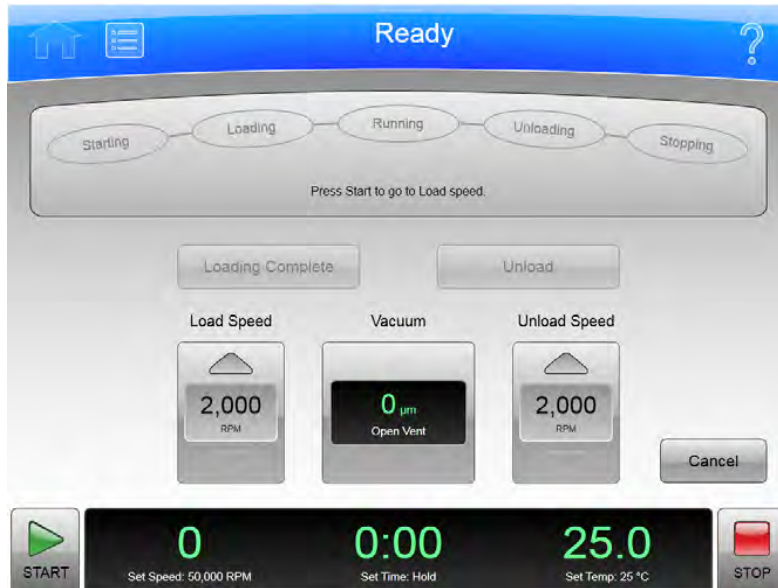 Ready
?
Starting
Loading
Running
Unloading
Stopping
Press Start to go to Load speed.
Loading Complete
Unload
Load Speed
Vacuum
Unload Speed
2,000
RPM
0 µm
Open Vent
2,000
RPM
Cancel
START
0
Set Speed: 50,000 RPM
0:00
Set Time: Hold
25.0
Set Temp: 25 °C
STOP